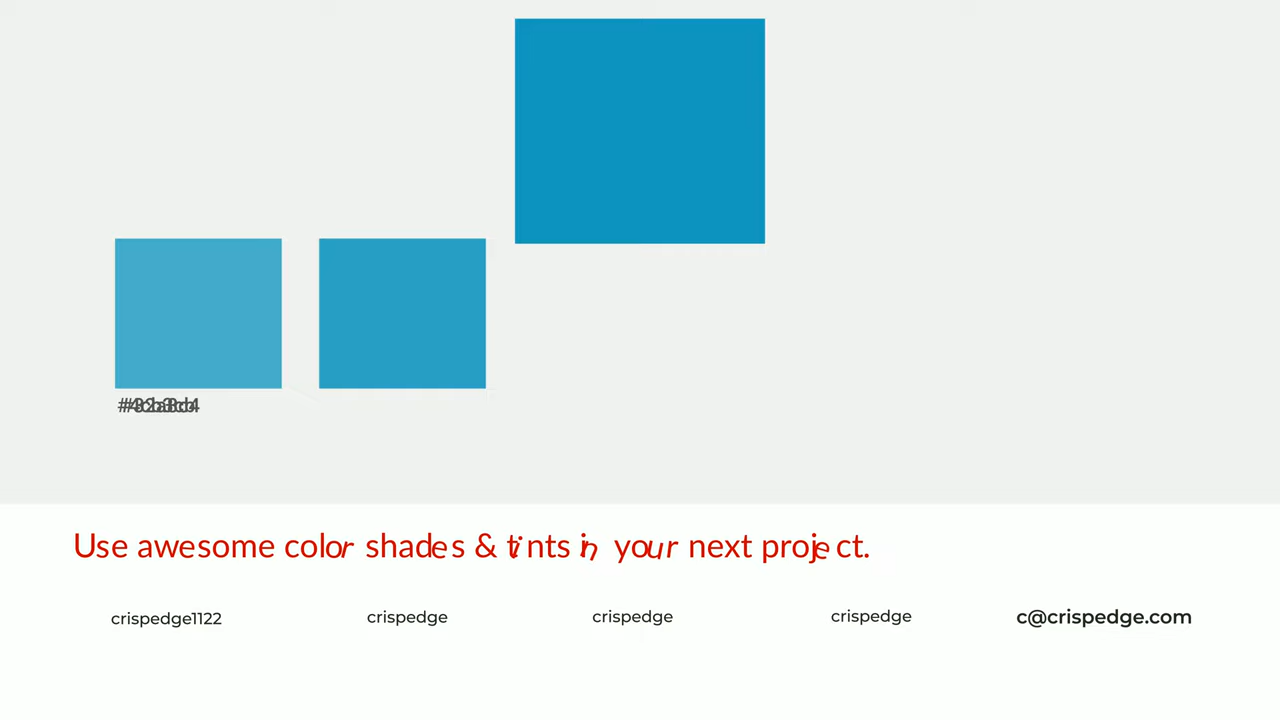 Use awesome color shades & tints in your next project.
crispedge1122 crispedge crispedge crispedge c@crispedge.com